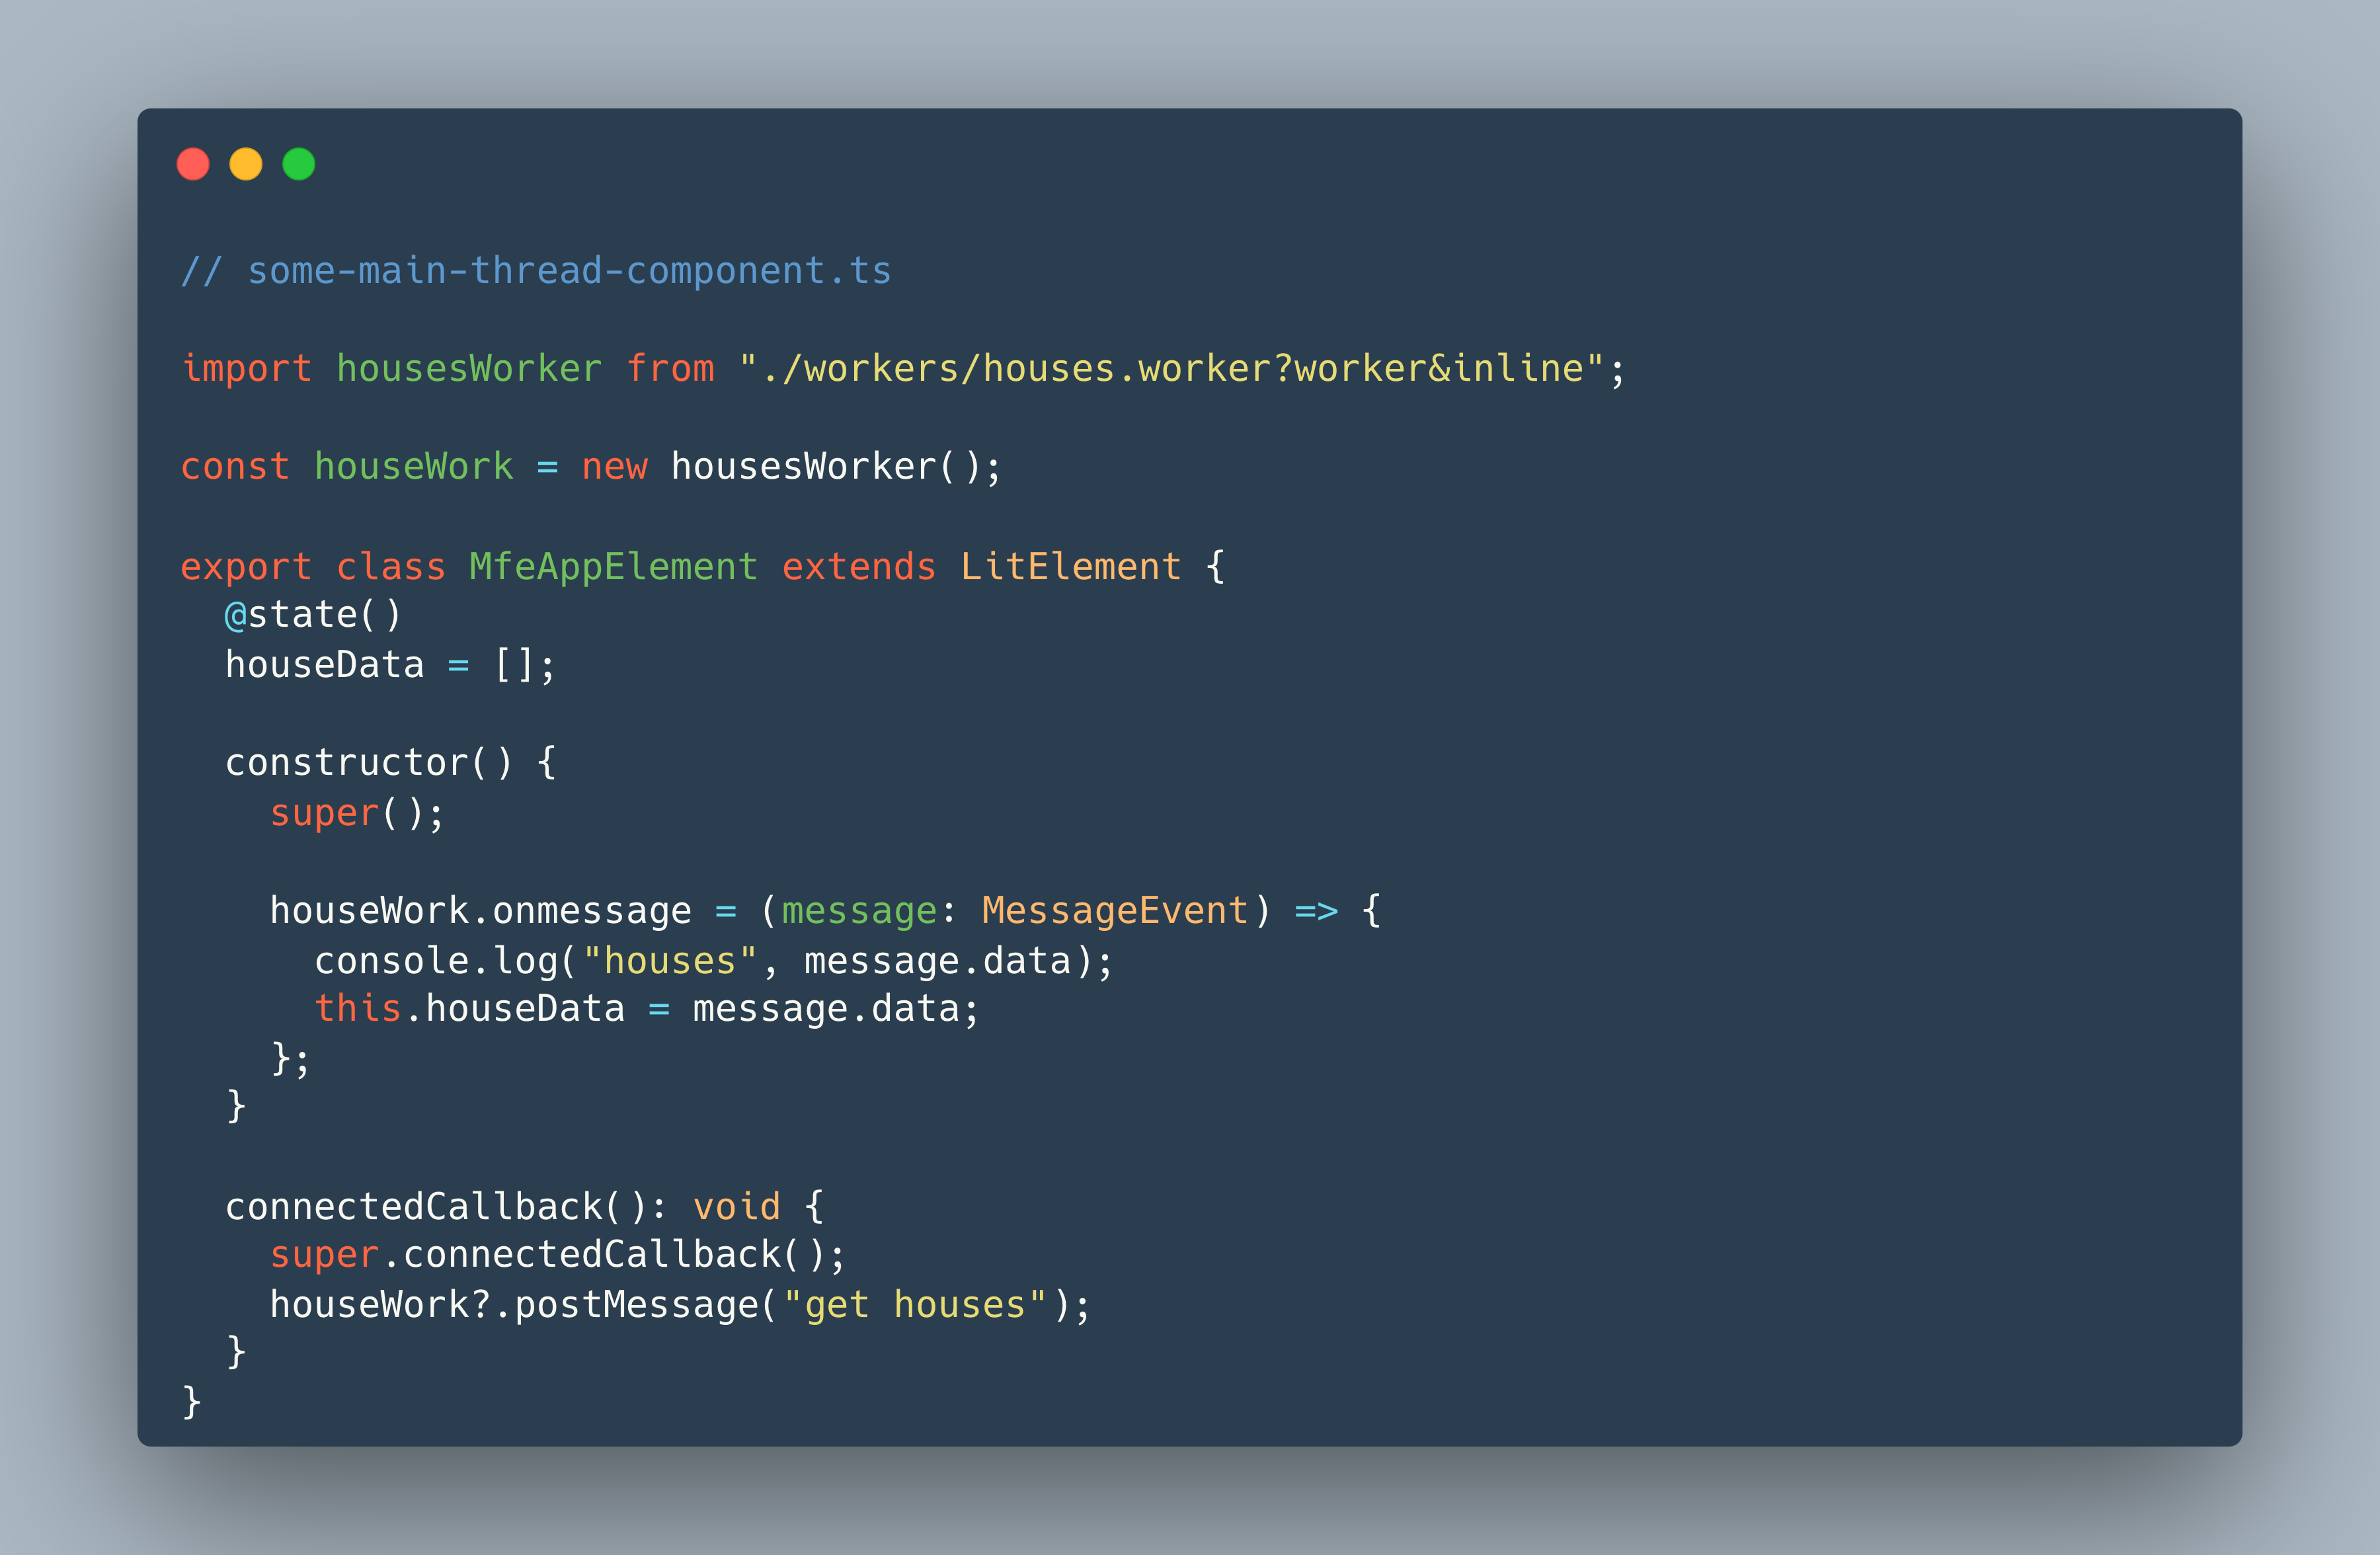 // some-main-thread-component.ts
import housesWorker from "./workers/houses.worker?worker&inline";
const houseWork = new housesWorker();
export class MfeAppElement extends LitElement {
  @state()
  houseData = [];
  constructor() {
    super();
    houseWork.onmessage = (message: MessageEvent) => {
      console.log("houses", message.data);
      this.houseData = message.data;
    };
  }
  connectedCallback(): void {
    super.connectedCallback();
    houseWork?.postMessage("get houses");
  }
}